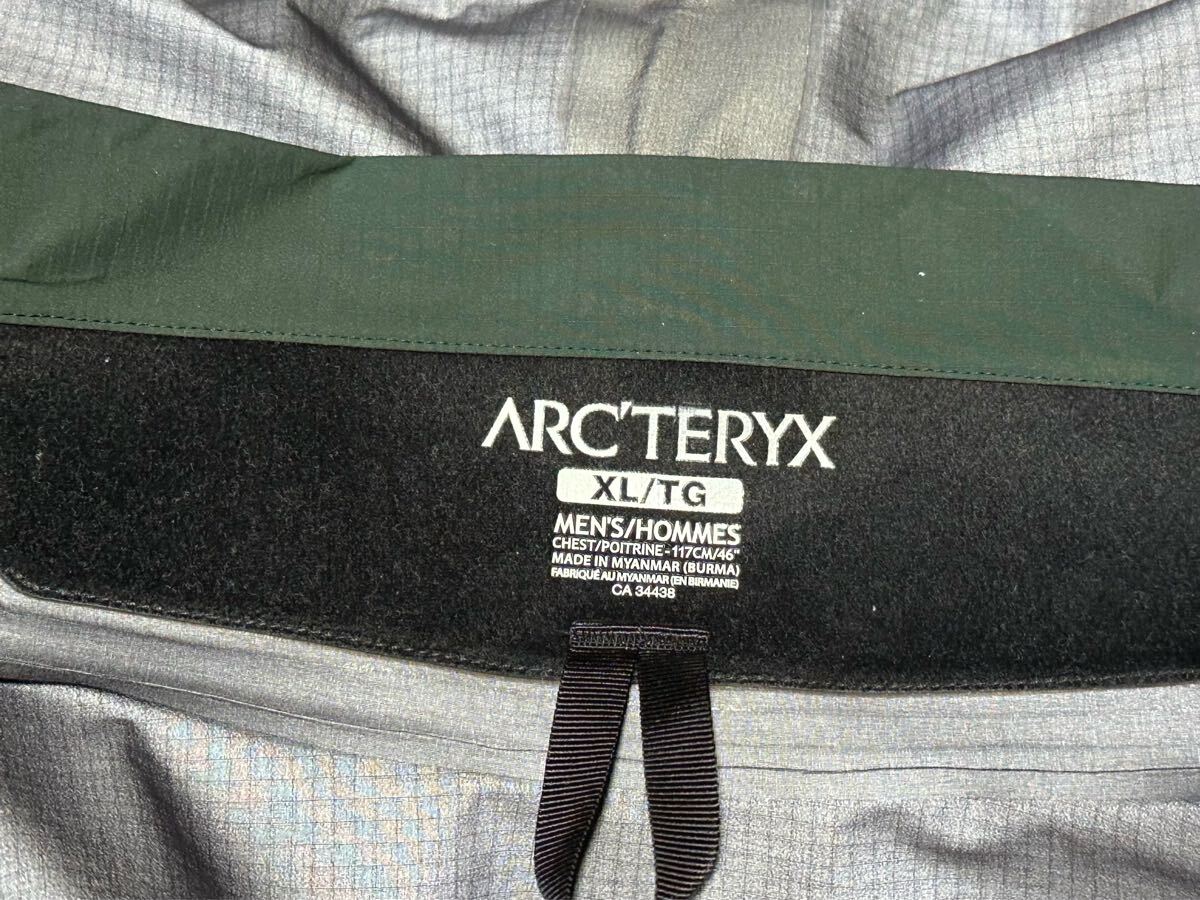 ARC'TERYX
XL/TG
MEN'S/HOMMES
CHEST/POITRINE - 117CM/46"
MADE IN MYANMAR (BURMA)
FABRIQUÉ AU MYANMAR (EN BIRMANIE)
CA 34438